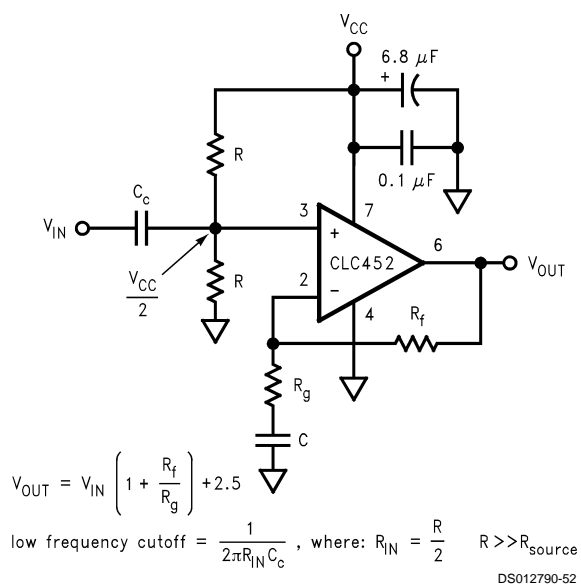 V_CC
6.8 μF
+
R
0.1 μF
C_c
3
7
V_IN
+
6
CLC452
V_OUT
V_CC / 2
R
2
−
4
R_f
R_g
C
V_OUT = V_IN (1 + R_f / R_g) +2.5
low frequency cutoff = 1 / 2πR_IN C_c , where: R_IN = R / 2   R >> R_source
DS012790-52